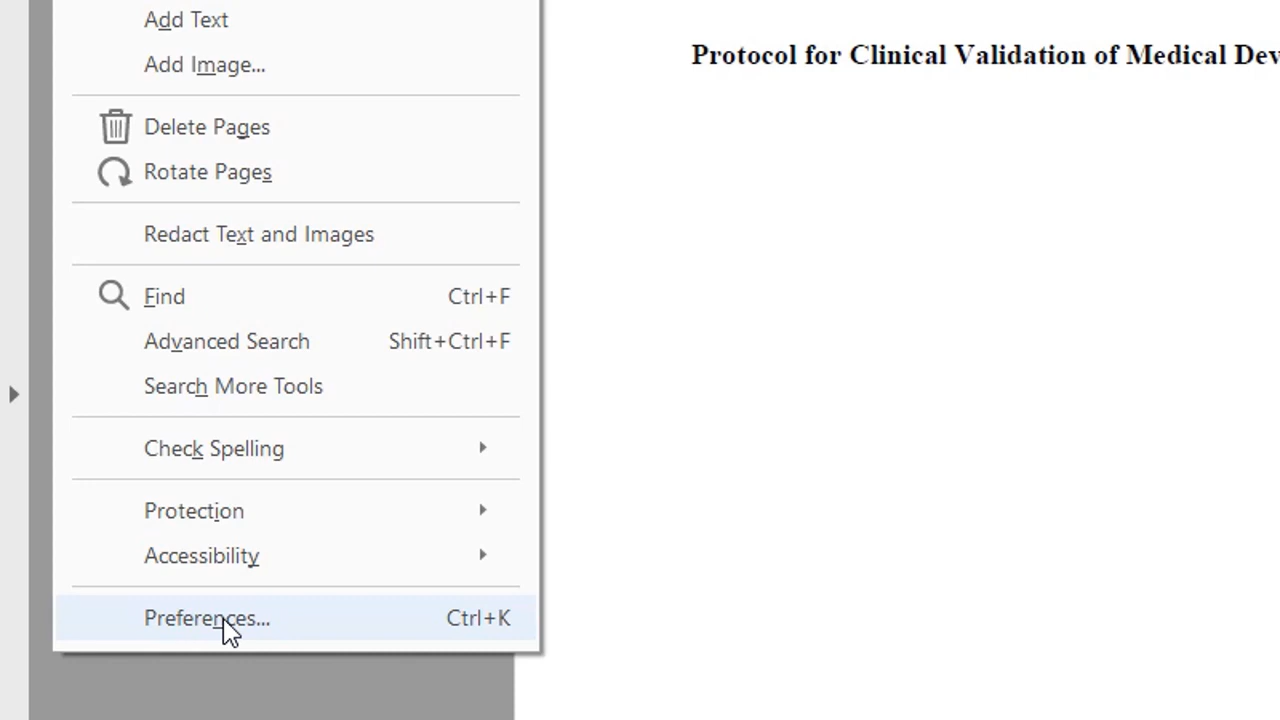 Add Text
Add Image...
Delete Pages
Rotate Pages
Redact Text and Images
Find Ctrl+F
Advanced Search Shift+Ctrl+F
Search More Tools
Check Spelling
Protection
Accessibility
Preferences... Ctrl+K
Protocol for Clinical Validation of Medical Dev